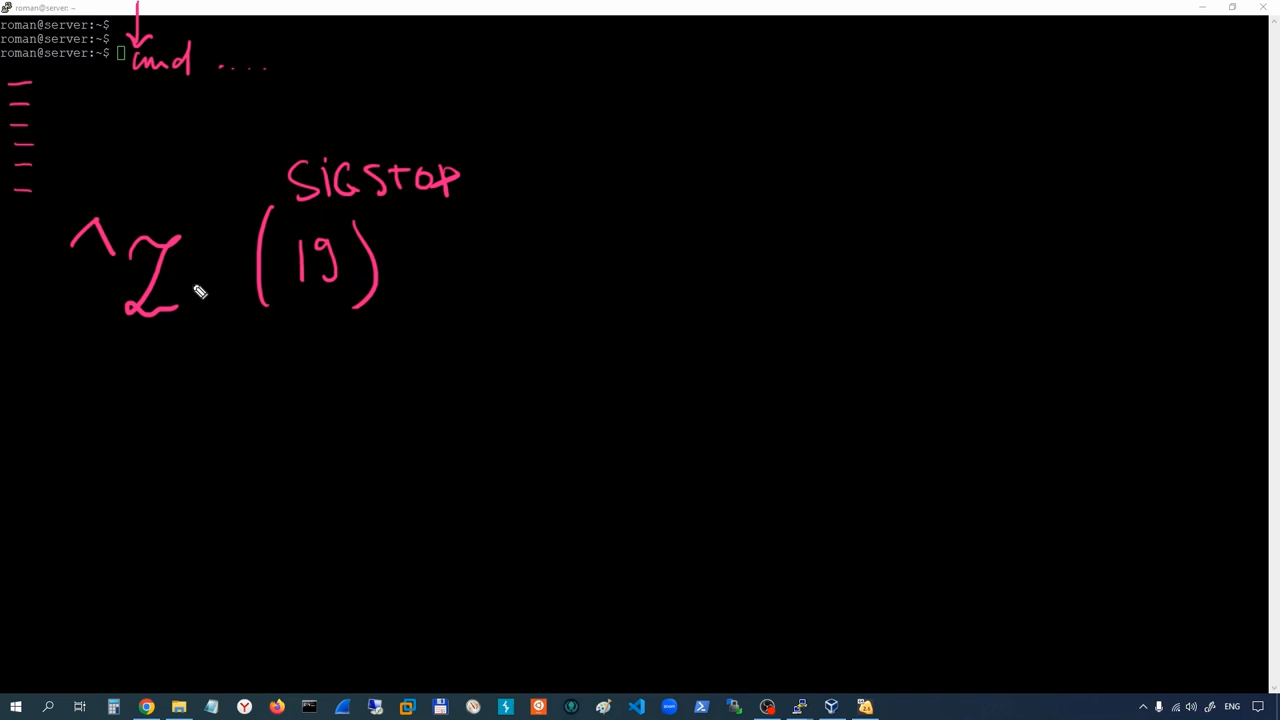 roman@server: ~
roman@server:~$
roman@server:~$
roman@server:~$ cmd ....
SIGSTOP
^Z (19)
ENG